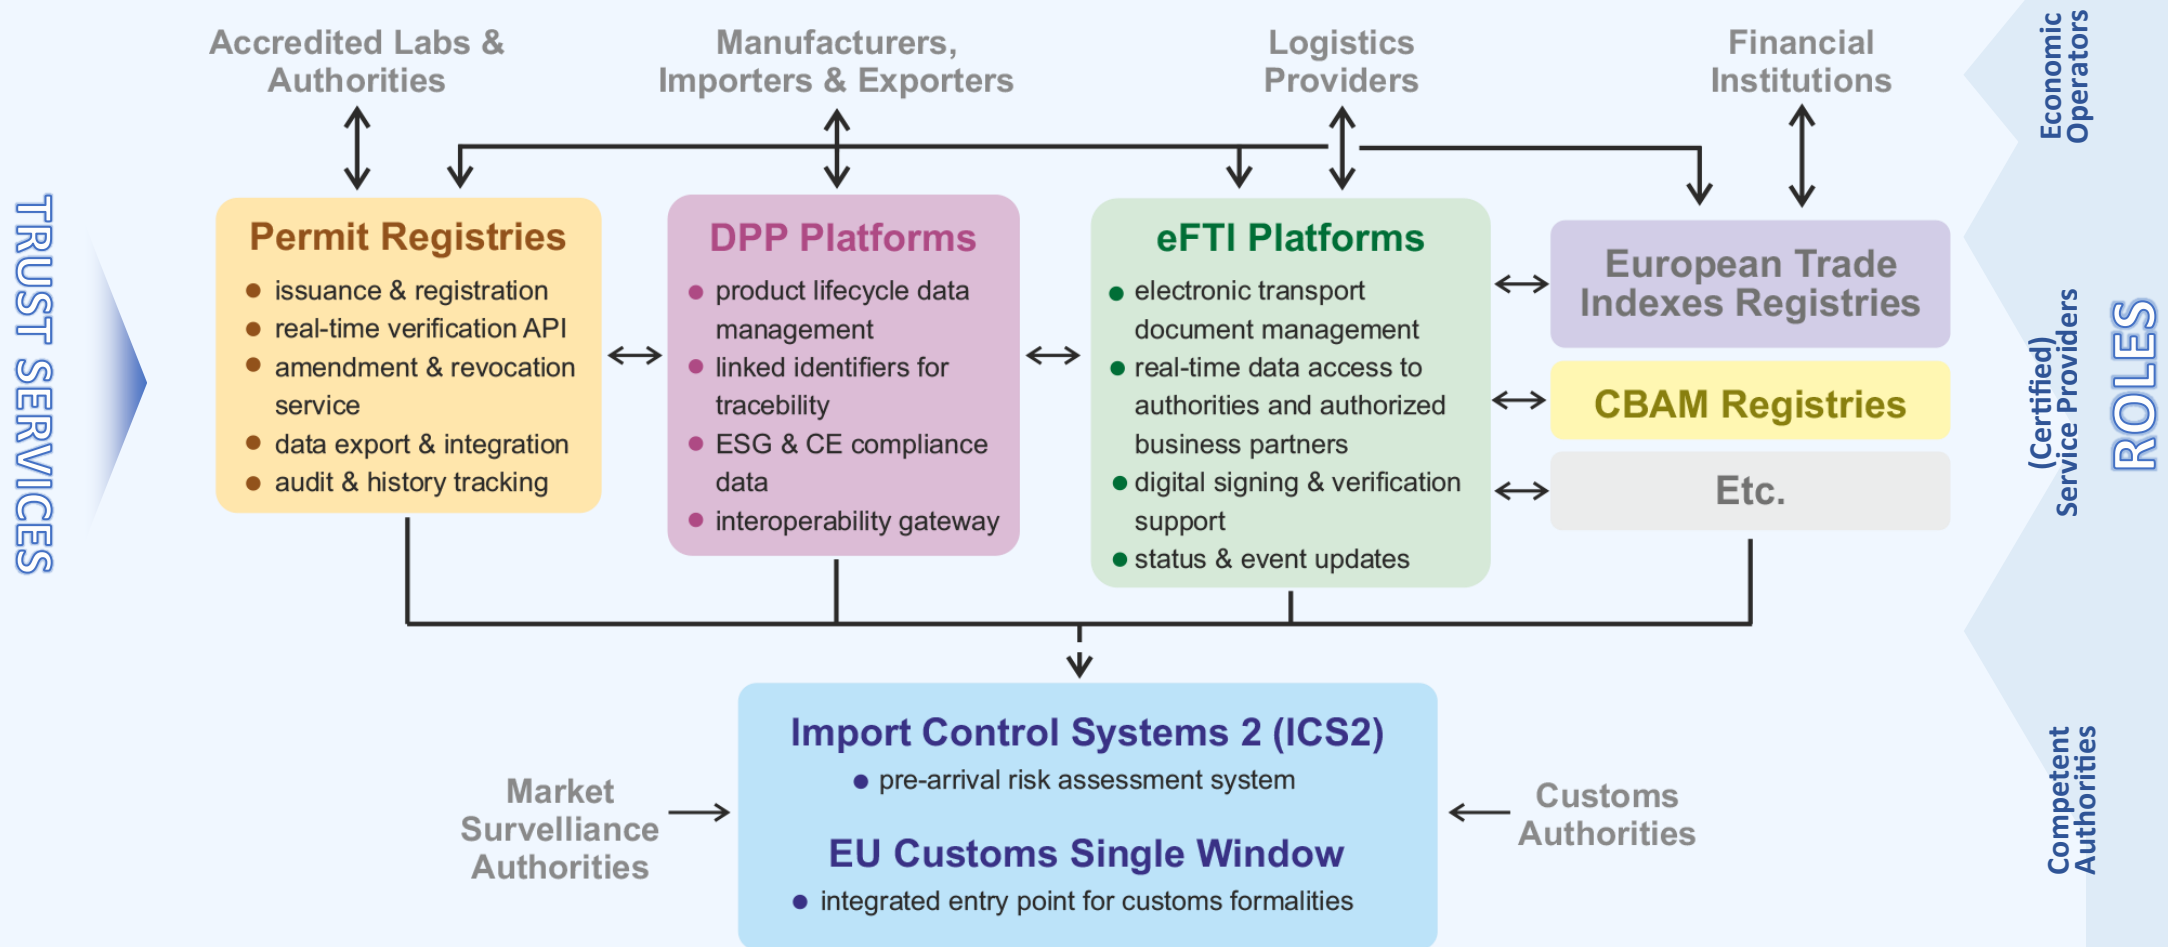 Accredited Labs &
Authorities
Manufacturers,
Importers & Exporters
Logistics
Providers
Financial
Institutions
Economic
Operators
TRUST SERVICES
Permit Registries
issuance & registration
real-time verification API
amendment & revocation
service
data export & integration
audit & history tracking
DPP Platforms
product lifecycle data
management
linked identifiers for
tracebility
ESG & CE compliance
data
interoperability gateway
eFTI Platforms
electronic transport
document management
real-time data access to
authorities and authorized
business partners
digital signing & verification
support
status & event updates
European Trade
Indexes Registries
CBAM Registries
Etc.
(Certified)
Service Providers
ROLES
Import Control Systems 2 (ICS2)
pre-arrival risk assessment system
EU Customs Single Window
integrated entry point for customs formalities
Market
Survelliance
Authorities
Customs
Authorities
Competent
Authorities